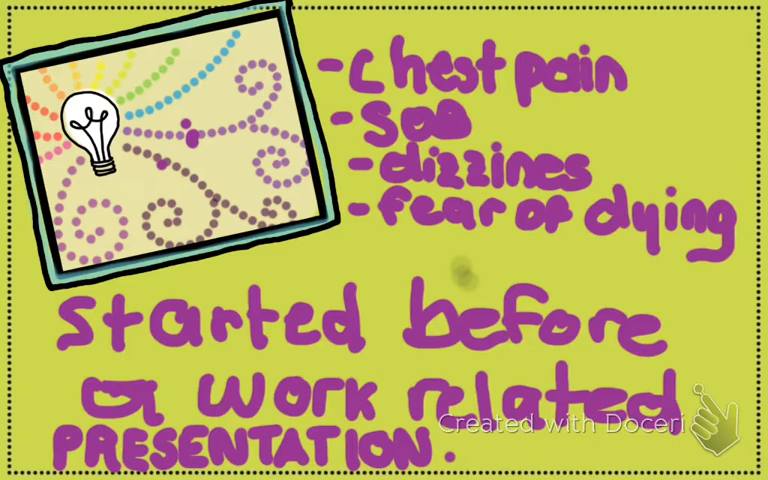 - chest pain
- SOB
- dizzines
- fear of dying
Started before
a work related
PRESENTATION.
Created with Doceri